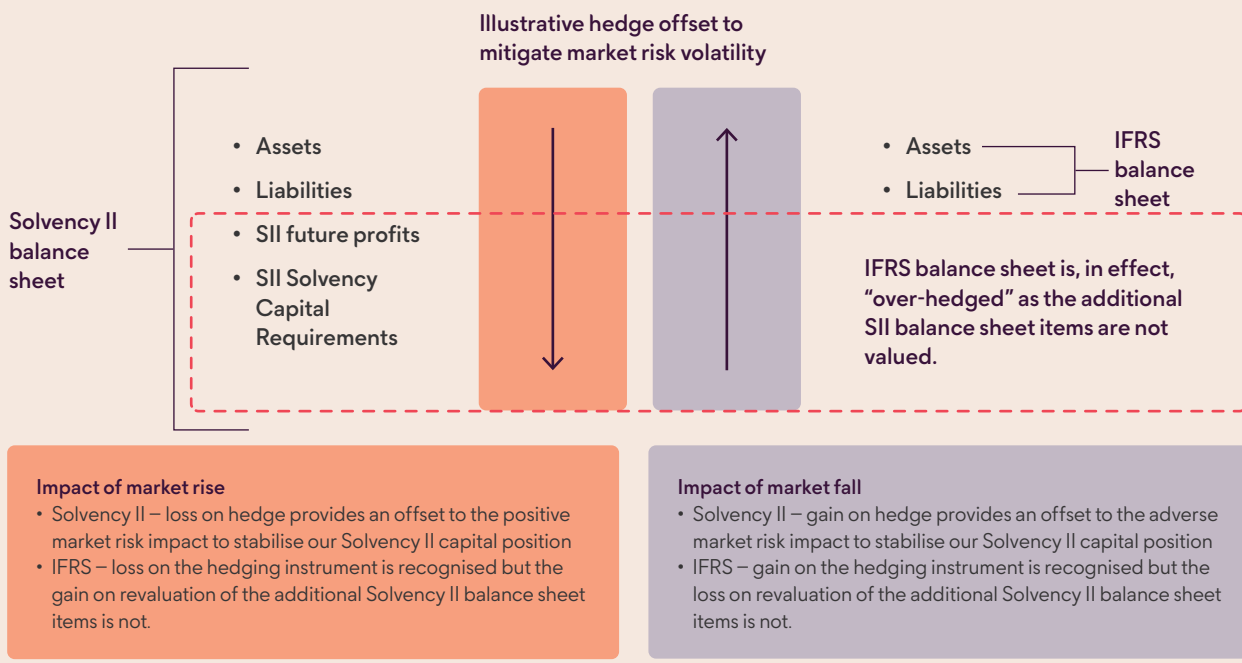 Illustrative hedge offset to
mitigate market risk volatility
Solvency II
balance
sheet
• Assets
• Liabilities
• SII future profits
• SII Solvency
Capital
Requirements
• Assets
• Liabilities
IFRS
balance
sheet
IFRS balance sheet is, in effect,
“over-hedged” as the additional
SII balance sheet items are not
valued.
Impact of market rise
• Solvency II – loss on hedge provides an offset to the positive
market risk impact to stabilise our Solvency II capital position
• IFRS – loss on the hedging instrument is recognised but the
gain on revaluation of the additional Solvency II balance sheet
items is not.
Impact of market fall
• Solvency II – gain on hedge provides an offset to the adverse
market risk impact to stabilise our Solvency II capital position
• IFRS – gain on the hedging instrument is recognised but the
loss on revaluation of the additional Solvency II balance sheet
items is not.